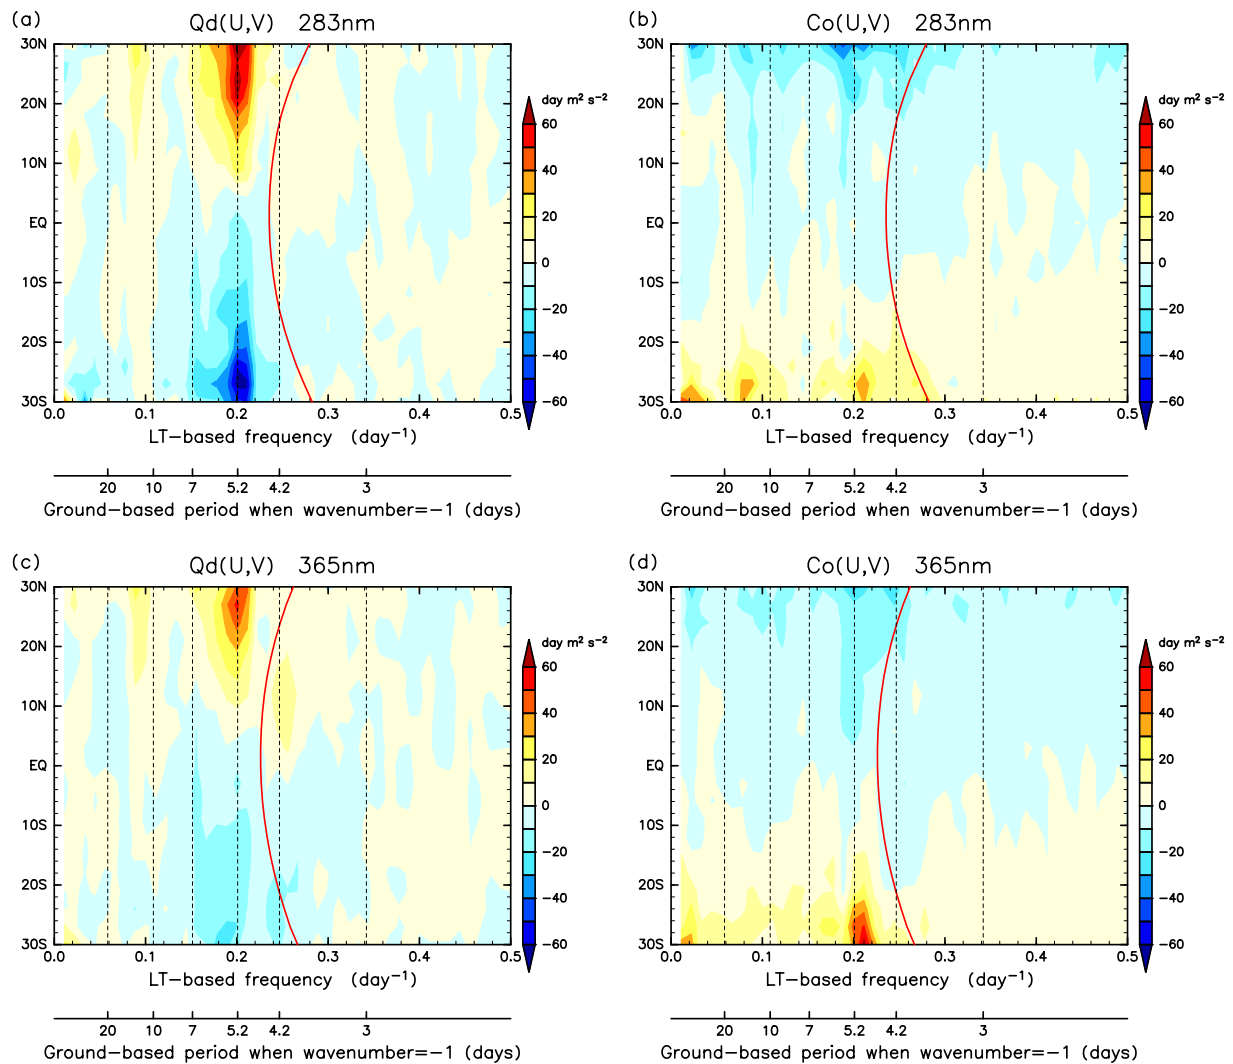 (a) Qd(U,V) 283nm
30N
20N
10N
EQ
10S
20S
30S
0.0 0.1 0.2 0.3 0.4 0.5
LT−based frequency (day⁻¹)
20 10 7 5.2 4.2 3
Ground−based period when wavenumber=−1 (days)
day m² s⁻²
60
40
20
0
−20
−40
−60
(b) Co(U,V) 283nm
30N
20N
10N
EQ
10S
20S
30S
0.0 0.1 0.2 0.3 0.4 0.5
LT−based frequency (day⁻¹)
20 10 7 5.2 4.2 3
Ground−based period when wavenumber=−1 (days)
day m² s⁻²
60
40
20
0
−20
−40
−60
(c) Qd(U,V) 365nm
30N
20N
10N
EQ
10S
20S
30S
0.0 0.1 0.2 0.3 0.4 0.5
LT−based frequency (day⁻¹)
20 10 7 5.2 4.2 3
Ground−based period when wavenumber=−1 (days)
day m² s⁻²
60
40
20
0
−20
−40
−60
(d) Co(U,V) 365nm
30N
20N
10N
EQ
10S
20S
30S
0.0 0.1 0.2 0.3 0.4 0.5
LT−based frequency (day⁻¹)
20 10 7 5.2 4.2 3
Ground−based period when wavenumber=−1 (days)
day m² s⁻²
60
40
20
0
−20
−40
−60